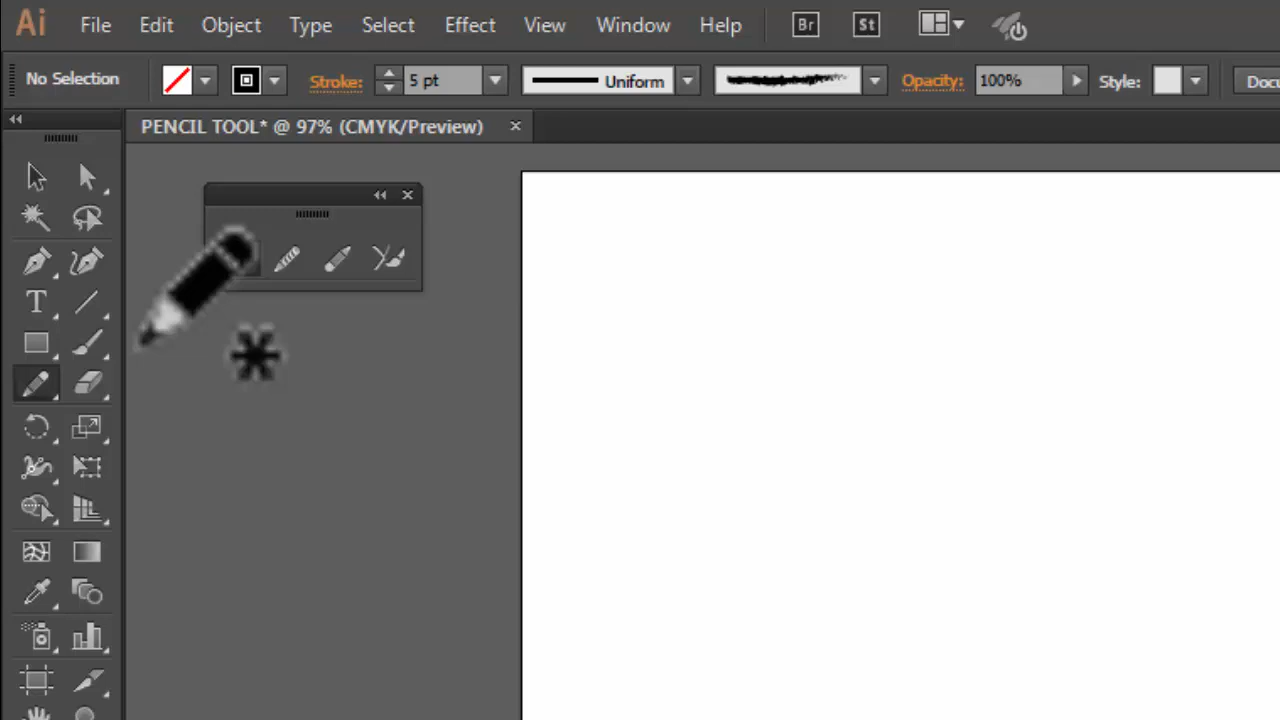 Ai File Edit Object Type Select Effect View Window Help Br St
No Selection Stroke: 5 pt Uniform Opacity: 100% Style: Docu
PENCIL TOOL* @ 97% (CMYK/Preview) ×
T